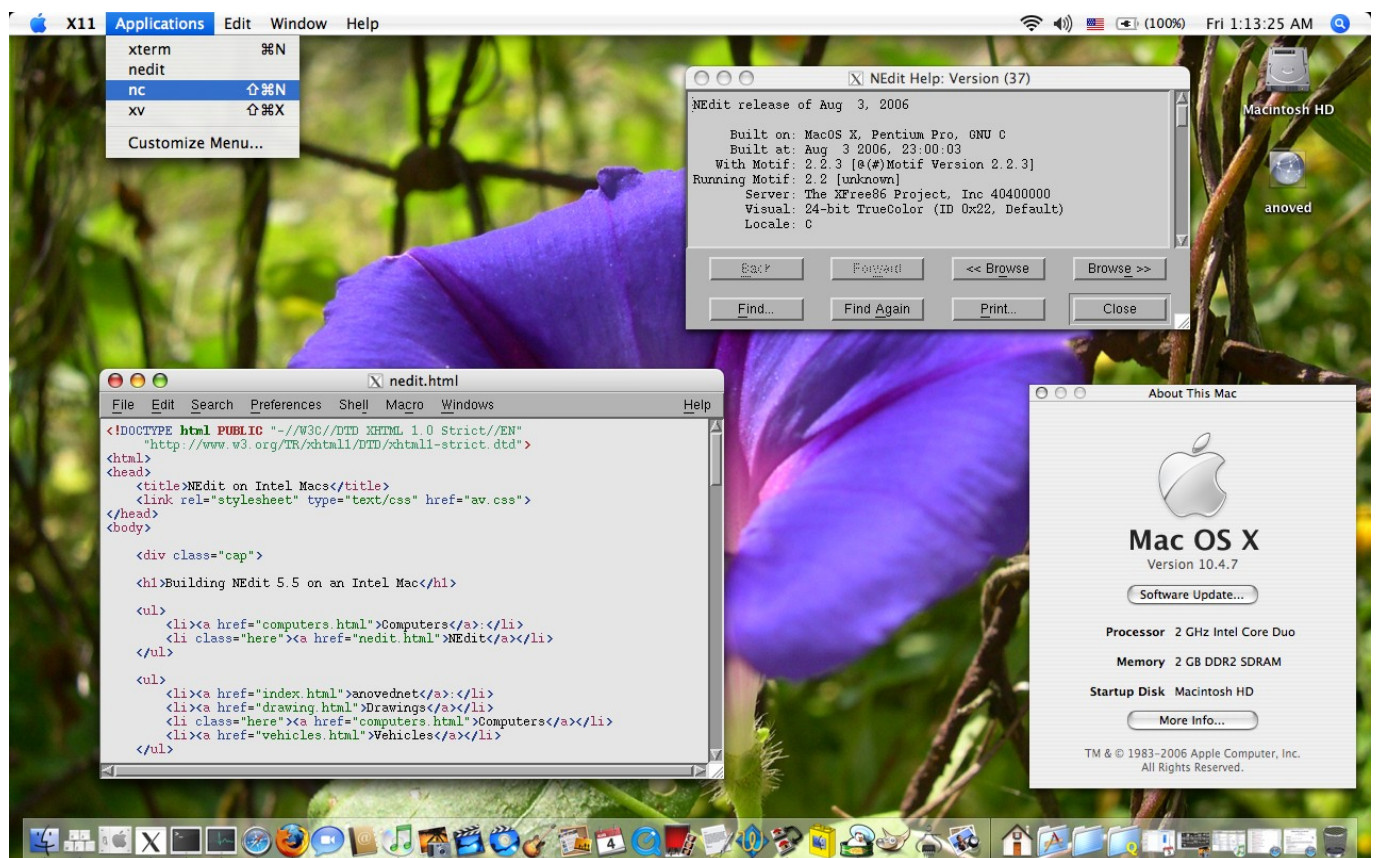 X11 Applications Edit Window Help (100%) Fri 1:13:25 AM
xterm ⌘N
nedit
nc ⇧⌘N
xv ⇧⌘X
Customize Menu...
X NEdit Help: Version (37)
NEdit release of Aug 3, 2006
Built on: MacOS X, Pentium Pro, GNU C
Built at: Aug 3 2006, 23:00:03
With Motif: 2.2.3 [@(#)Motif Version 2.2.3]
Running Motif: 2.2 [unknown]
Server: The XFree86 Project, Inc 40400000
Visual: 24-bit TrueColor (ID 0x22, Default)
Locale: C
Back Forward << Browse Browse >>
Find... Find Again Print... Close
Macintosh HD
anoved
X nedit.html
File Edit Search Preferences Shell Macro Windows Help
<!DOCTYPE html PUBLIC "-//W3C//DTD XHTML 1.0 Strict//EN"
"http://www.w3.org/TR/xhtml1/DTD/xhtml1-strict.dtd">
<html>
<head>
<title>NEdit on Intel Macs</title>
<link rel="stylesheet" type="text/css" href="av.css">
</head>
<body>
<div class="cap">
<h1>Building NEdit 5.5 on an Intel Mac</h1>
<ul>
<li><a href="computers.html">Computers</a>:</li>
<li class="here"><a href="nedit.html">NEdit</a></li>
</ul>
<ul>
<li><a href="index.html">anovednet</a>:</li>
<li><a href="drawing.html">Drawings</a></li>
<li class="here"><a href="computers.html">Computers</a></li>
<li><a href="vehicles.html">Vehicles</a></li>
</ul>
About This Mac
Mac OS X
Version 10.4.7
Software Update...
Processor 2 GHz Intel Core Duo
Memory 2 GB DDR2 SDRAM
Startup Disk Macintosh HD
More Info...
TM & © 1983–2006 Apple Computer, Inc.
All Rights Reserved.
X
4